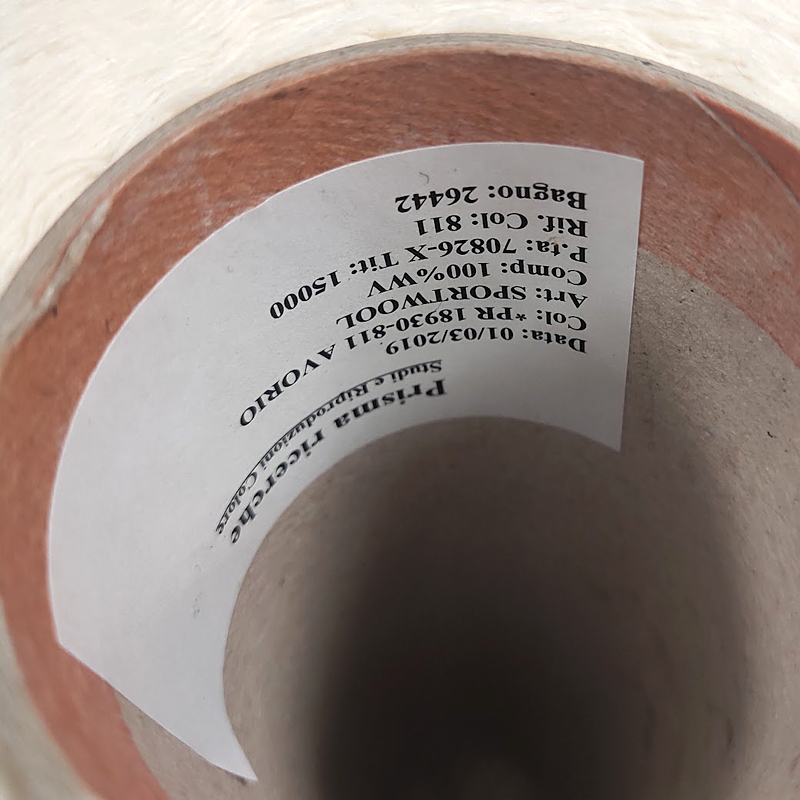 Prisma ricerche
Studi e Riproduzioni Colore
Data: 01/03/2019
Col: *PR 18930-811 AVORIO
Art: SPORTWOOL
Comp: 100%WV
P.ta: 70826-X Tit: 15000
Rif. Col: 811
Bagno: 26442